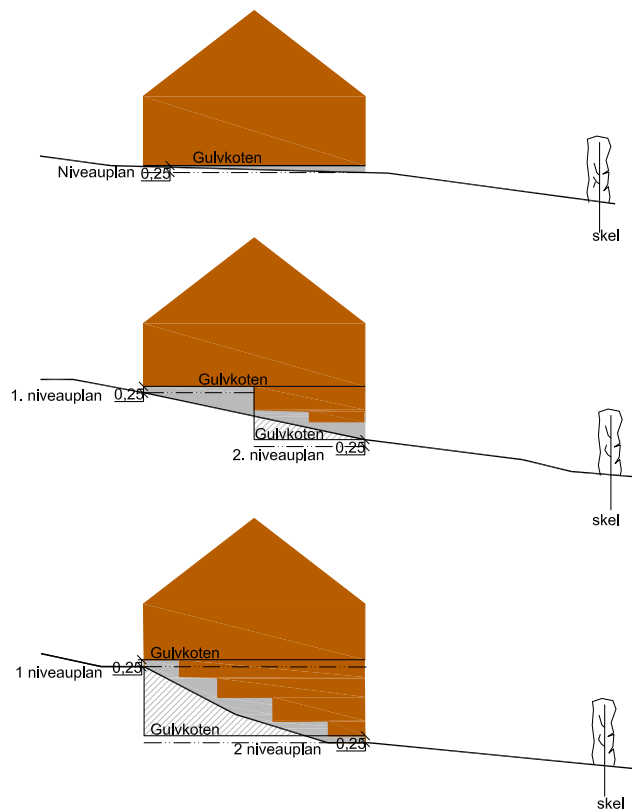 Gulvkoten
Niveauplan 0,25
skel
Gulvkoten
1. niveauplan 0,25
Gulvkoten
2. niveauplan 0,25
skel
Gulvkoten
1 niveauplan 0,25
Gulvkoten
2 niveauplan 0,25
skel